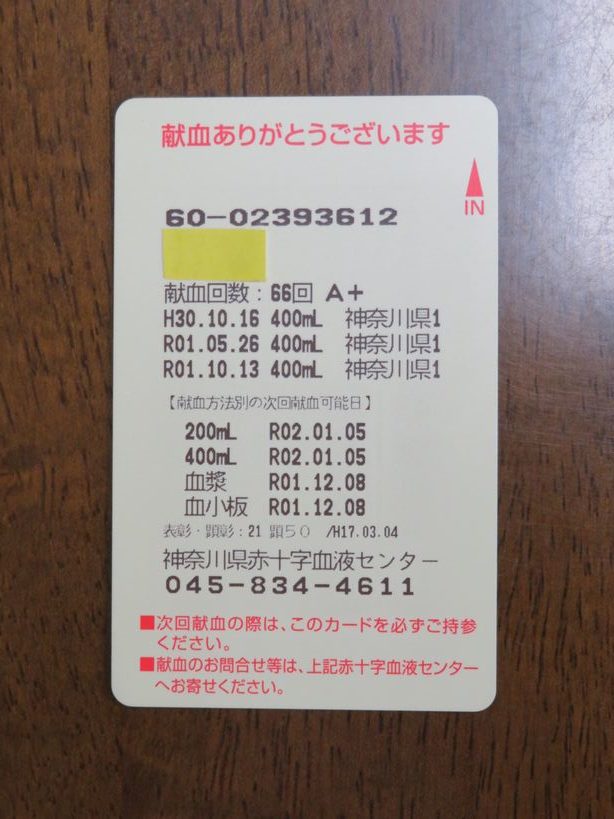 献血ありがとうございます
IN
60-02393612
献血回数：66回 A+
H30.10.16 400mL 神奈川県1
R01.05.26 400mL 神奈川県1
R01.10.13 400mL 神奈川県1
【献血方法別の次回献血可能日】
200mL R02.01.05
400mL R02.01.05
血漿 R01.12.08
血小板 R01.12.08
表彰・顕彰：21 顕50 /H17.03.04
神奈川県赤十字血液センター
045-834-4611
■次回献血の際は、このカードを必ずご持参
ください。
■献血のお問合せ等は、上記赤十字血液センター
へお寄せください。